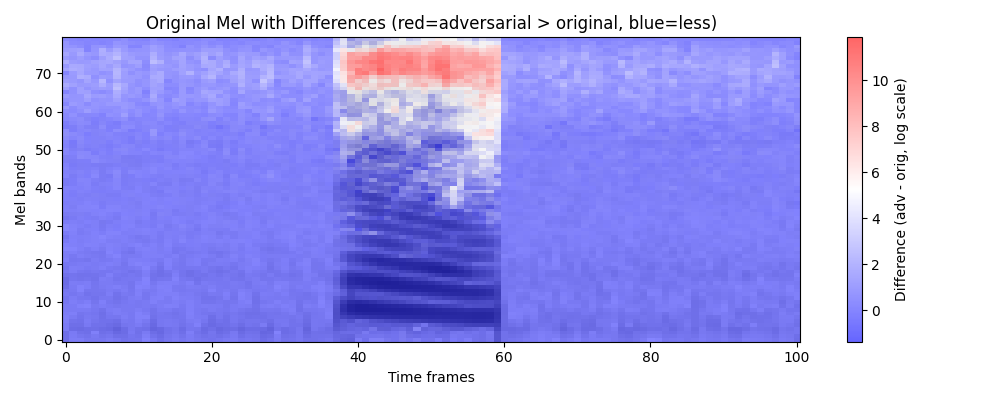 Original Mel with Differences (red=adversarial > original, blue=less)
Mel bands
70
60
50
40
30
20
10
0
0 20 40 60 80 100
Time frames
10
8
6
4
2
0
Difference (adv - orig, log scale)